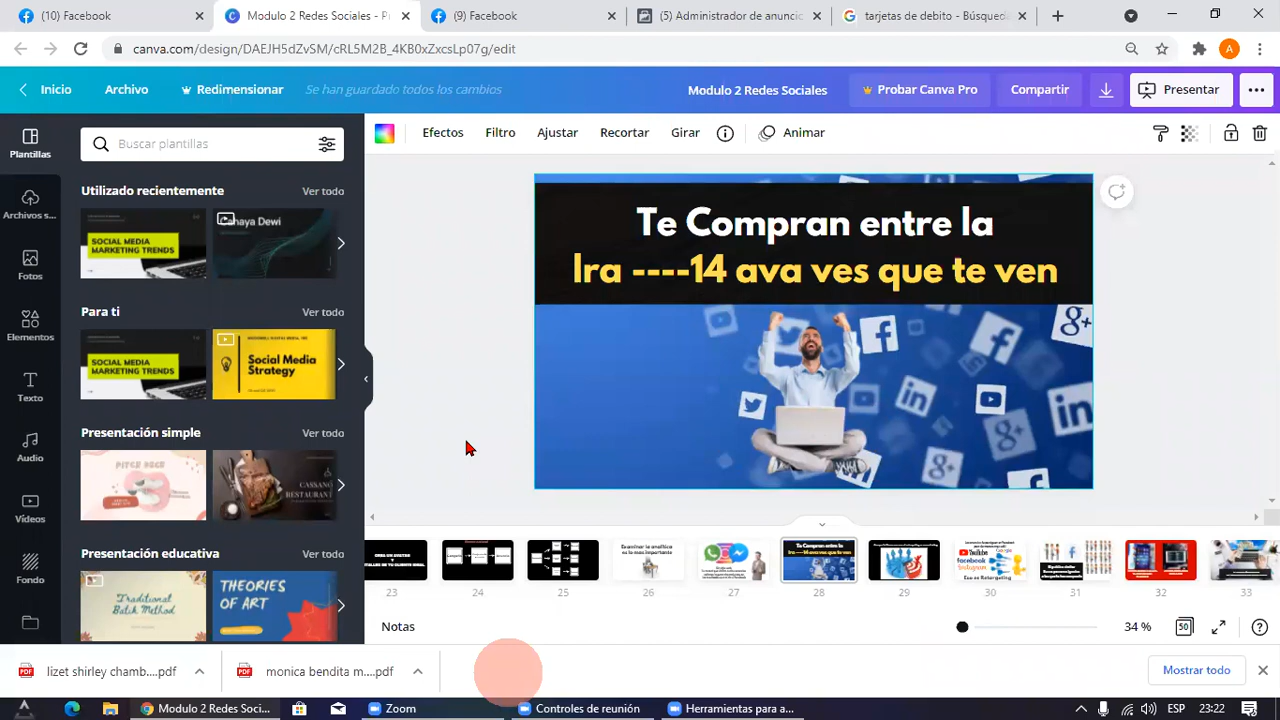 (10) Facebook
Modulo 2 Redes Sociales - P
(9) Facebook
(5) Administrador de anuncio
tarjetas de debito - Búsqued
canva.com/design/DAEJH5dZvSM/cRL5M2B_4KB0xZxcsLp07g/edit
A
Inicio
Archivo
Redimensionar
Se han guardado todos los cambios
Modulo 2 Redes Sociales
Probar Canva Pro
Compartir
Presentar
Efectos
Filtro
Ajustar
Recortar
Girar
Animar
Plantillas
Archivos s...
Fotos
Elementos
Texto
Audio
Vídeos
Fondo
Buscar plantillas
Utilizado recientemente
Ver todo
SOCIAL MEDIA
MARKETING TRENDS
Para ti
Ver todo
SOCIAL MEDIA
MARKETING TRENDS
Social Media
Strategy
Presentación simple
Ver todo
PITCH DECK
CASSANO
RESTAURANT
Presentación educativa
Ver todo
Traditional
Batik Method
THEORIES
OF ART
Te Compran entre la
Ira ----14 ava ves que te ven
23
24
25
26
27
28
29
30
31
32
33
Notas
34 %
50
lizet shirley chamb....pdf
monica bendita m....pdf
Mostrar todo
Modulo 2 Redes Soci...
Zoom
Controles de reunión
Herramientas para a...
ESP
23:22